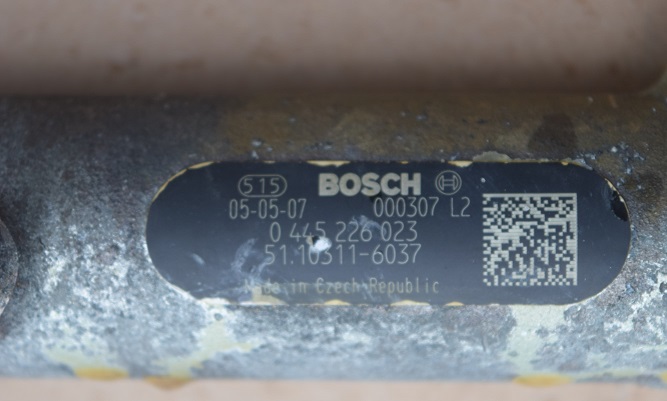 515 BOSCH
05-05-07 000307 L2
0 445 226 023
51.10311-6037
Made in Czech Republic